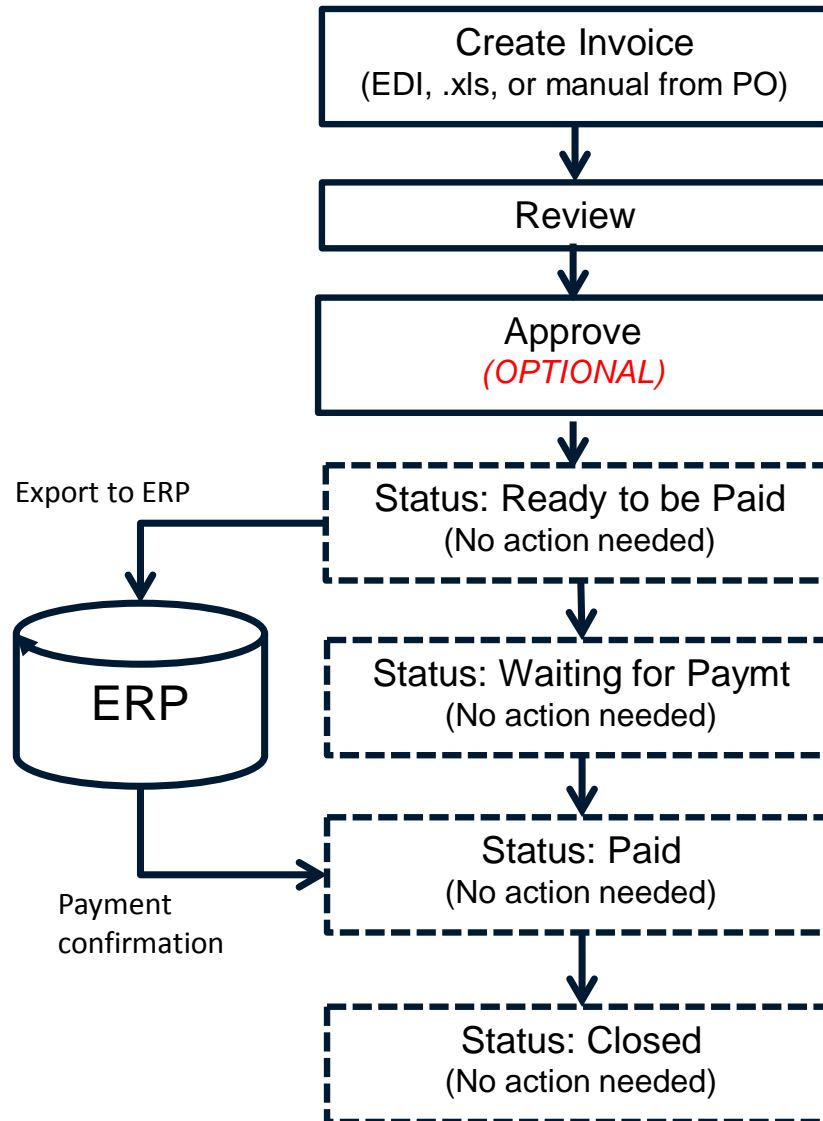 Create Invoice
(EDI, .xls, or manual from PO)
Review
Approve
(OPTIONAL)
Export to ERP
Status: Ready to be Paid
(No action needed)
ERP
Status: Waiting for Paymt
(No action needed)
Status: Paid
(No action needed)
Payment
confirmation
Status: Closed
(No action needed)